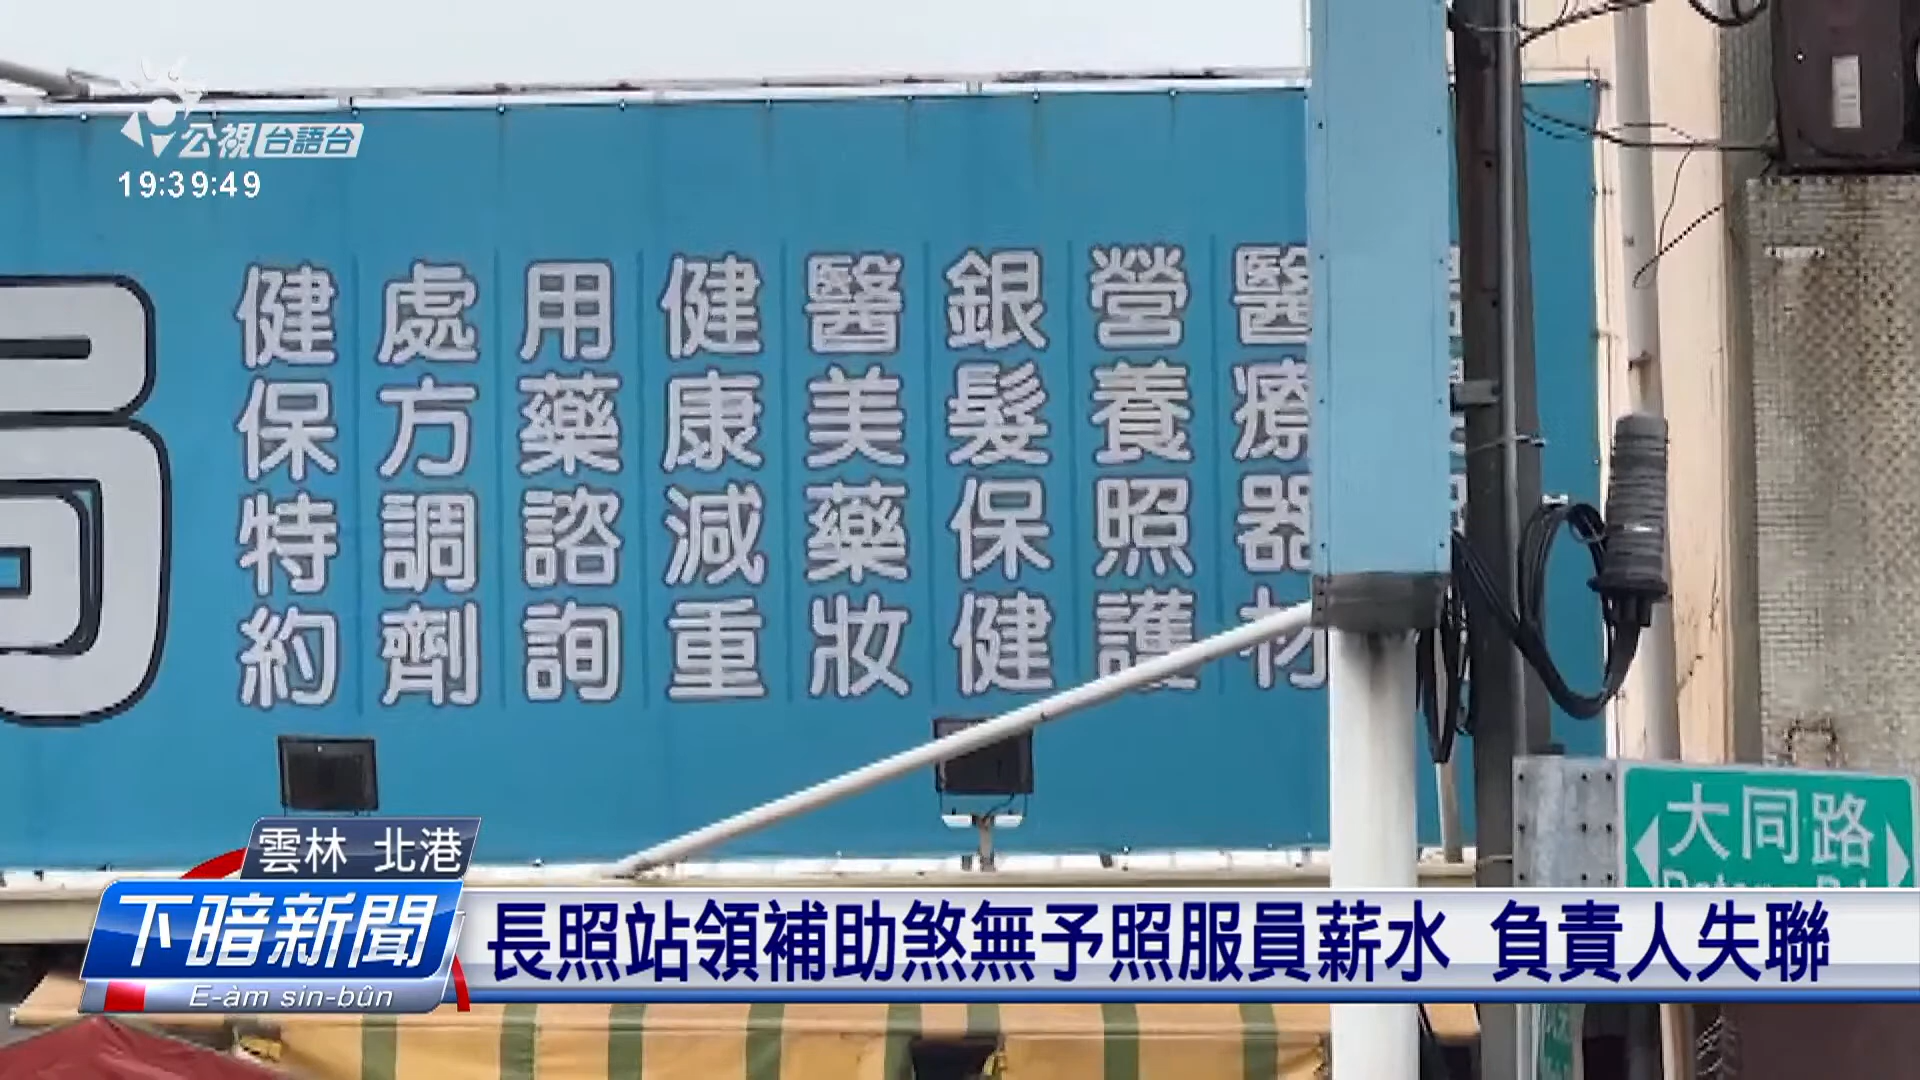 公視台語台
19:39:49
健保特約
處方調劑
用藥諮詢
健康減重
醫美藥妝
銀髮保健
營養照護
醫療器材
大同路
雲林 北港
下暗新聞
E-àm sin-bûn
長照站領補助煞無予照服員薪水 負責人失聯